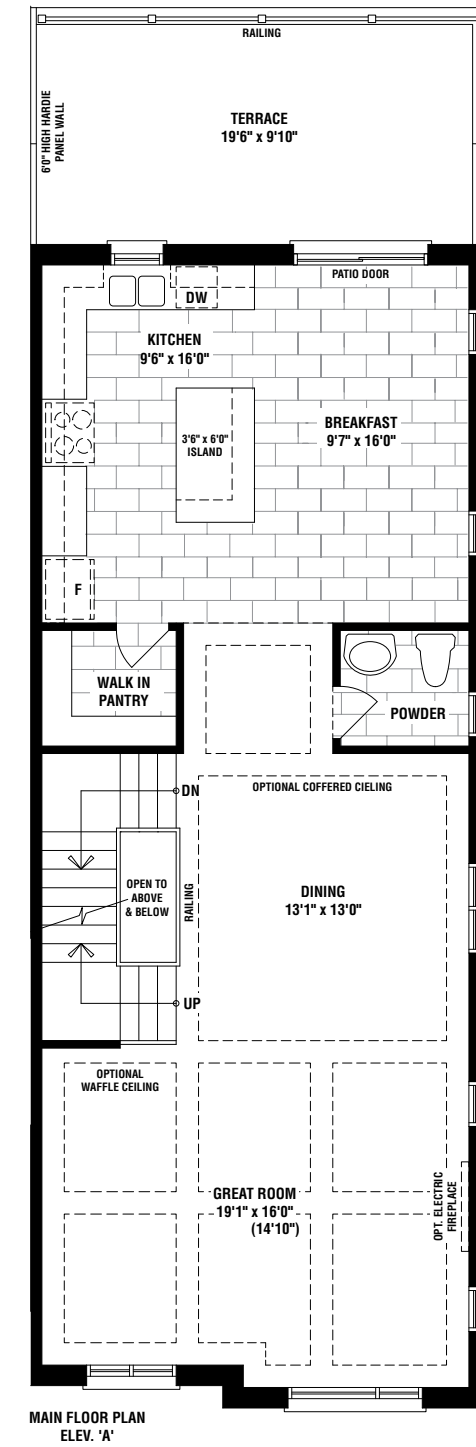 RAILING
6'0" HIGH HARDIE
PANEL WALL
TERRACE
19'6" x 9'10"
PATIO DOOR
DW
KITCHEN
9'6" x 16'0"
3'6" x 6'0"
ISLAND
BREAKFAST
9'7" x 16'0"
F
WALK IN
PANTRY
POWDER
DN
OPTIONAL COFFERED CIELING
OPEN TO
ABOVE
& BELOW
RAILING
DINING
13'1" x 13'0"
UP
OPTIONAL
WAFFLE CEILING
GREAT ROOM
19'1" x 16'0"
(14'10")
OPT. ELECTRIC
FIREPLACE
MAIN FLOOR PLAN
ELEV. 'A'